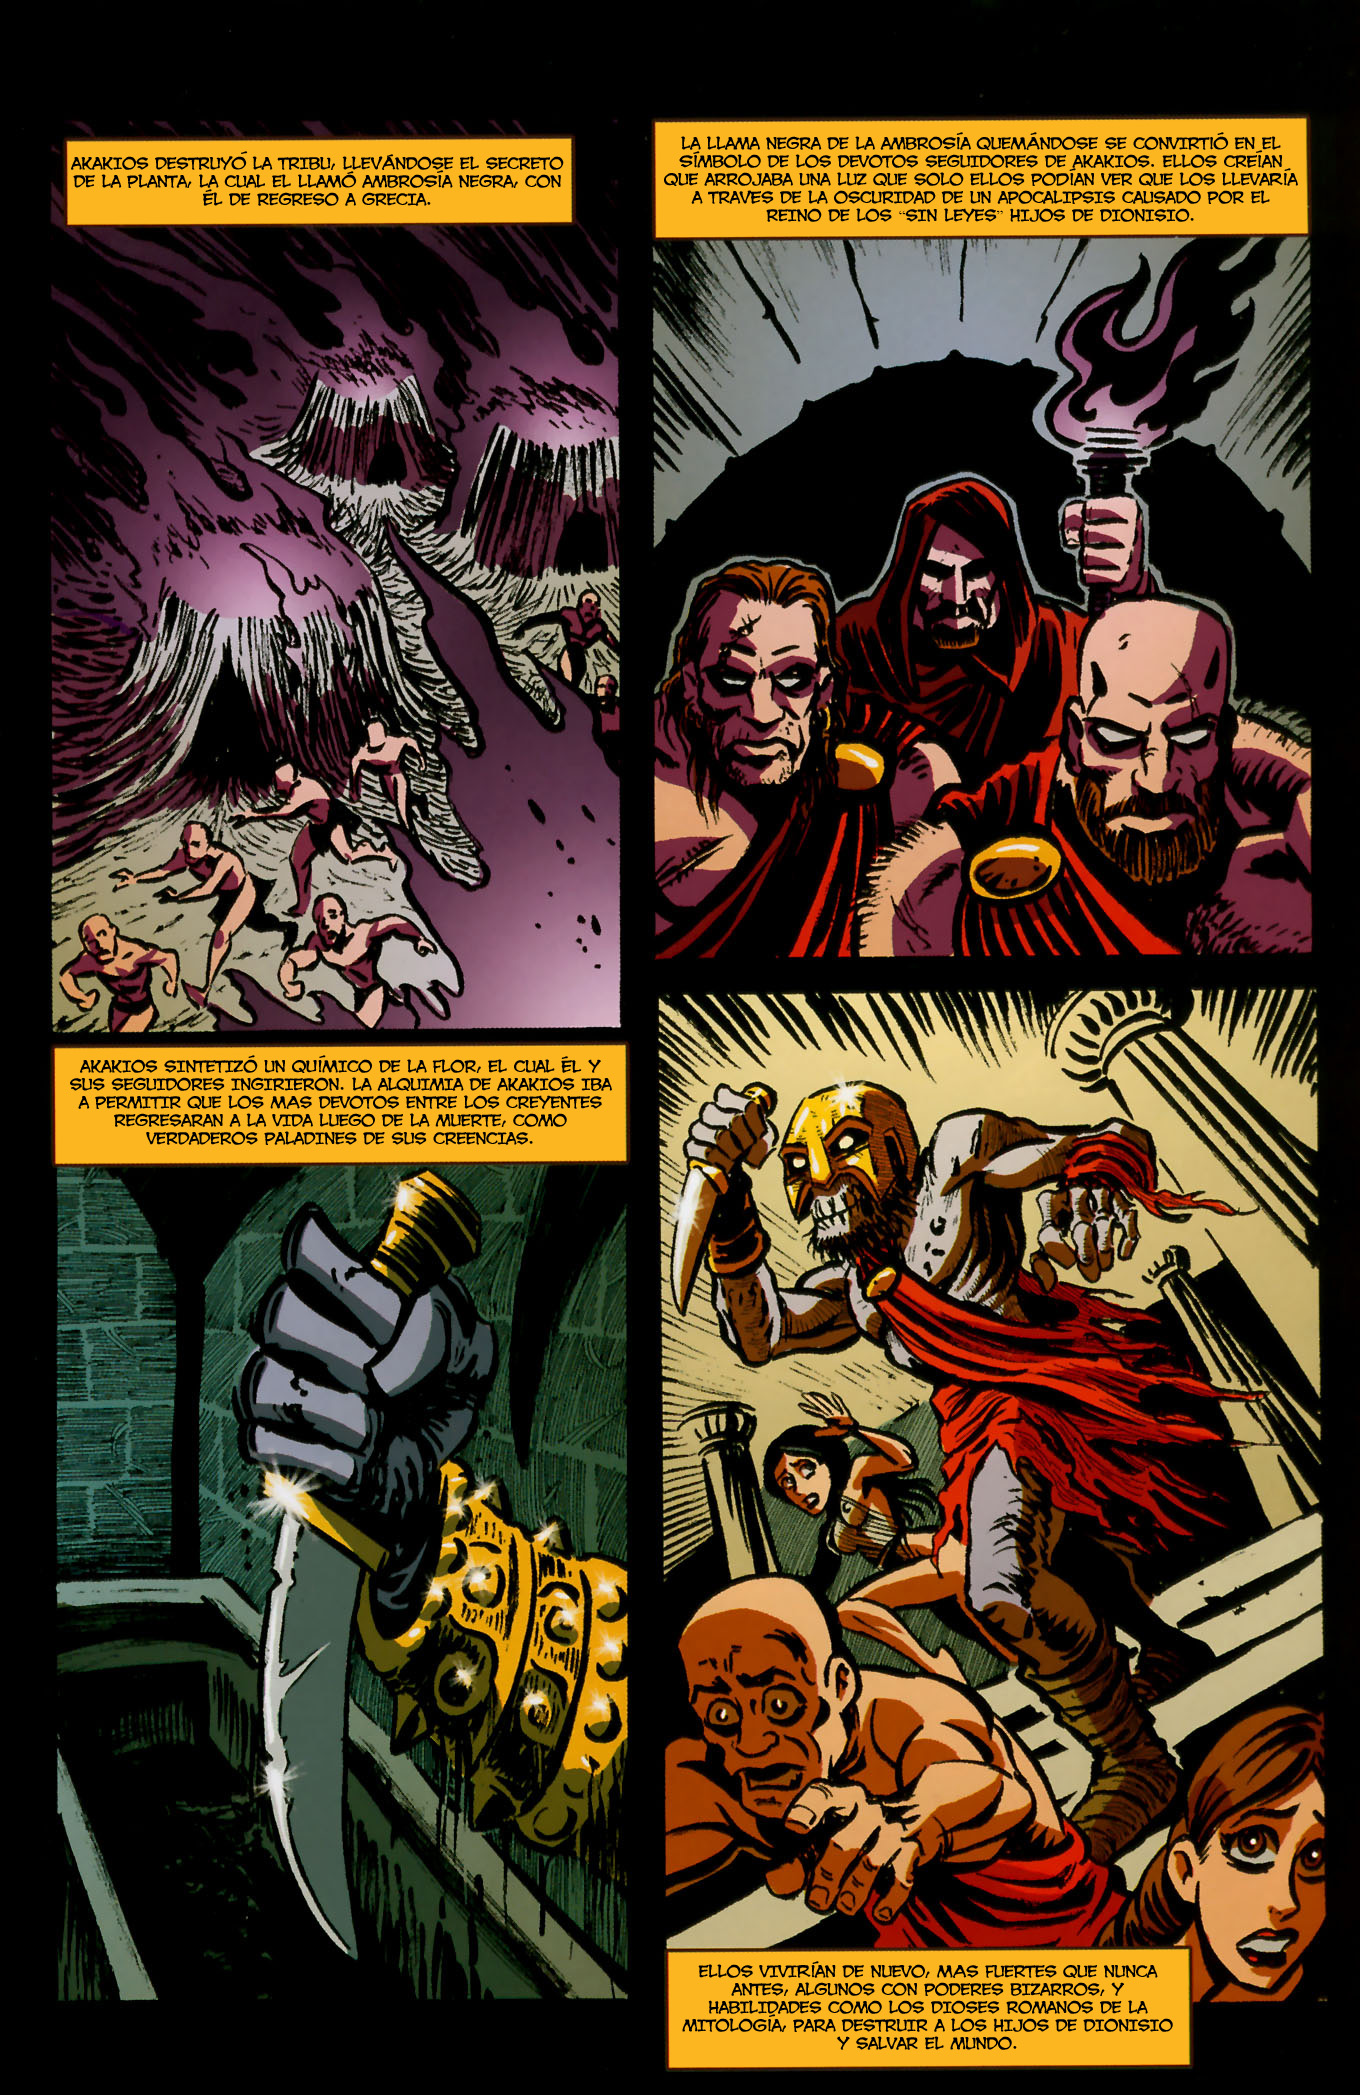 AKAKIOS DESTRUYÓ LA TRIBU, LLEVÁNDOSE EL SECRETO
DE LA PLANTA, LA CUAL EL LLAMÓ AMBROSÍA NEGRA, CON
ÉL DE REGRESO A GRECIA.
AKAKIOS SINTETIZÓ UN QUÍMICO DE LA FLOR, EL CUAL ÉL Y
SUS SEGUIDORES INGIRIERON. LA ALQUIMIA DE AKAKIOS IBA
A PERMITIR QUE LOS MAS DEVOTOS ENTRE LOS CREYENTES
REGRESARAN A LA VIDA LUEGO DE LA MUERTE, COMO
VERDADEROS PALADINES DE SUS CREENCIAS.
LA LLAMA NEGRA DE LA AMBROSÍA QUEMÁNDOSE SE CONVIRTIÓ EN EL
SÍMBOLO DE LOS DEVOTOS SEGUIDORES DE AKAKIOS. ELLOS CREÍAN
QUE ARROJABA UNA LUZ QUE SOLO ELLOS PODÍAN VER QUE LOS LLEVARÍA
A TRAVES DE LA OSCURIDAD DE UN APOCALIPSIS CAUSADO POR EL
REINO DE LOS "SIN LEYES" HIJOS DE DIONISIO.
ELLOS VIVIRÍAN DE NUEVO, MAS FUERTES QUE NUNCA
ANTES, ALGUNOS CON PODERES BIZARROS, Y
HABILIDADES COMO LOS DIOSES ROMANOS DE LA
MITOLOGÍA, PARA DESTRUIR A LOS HIJOS DE DIONISIO
Y SALVAR EL MUNDO.